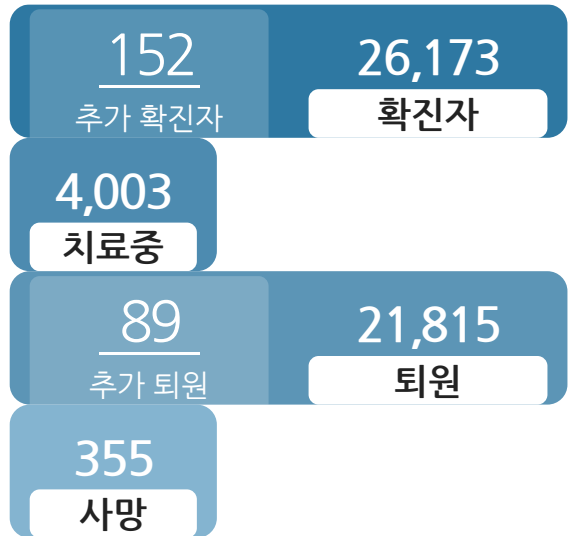 152
추가 확진자
26,173
확진자
4,003
치료중
89
추가 퇴원
21,815
퇴원
355
사망